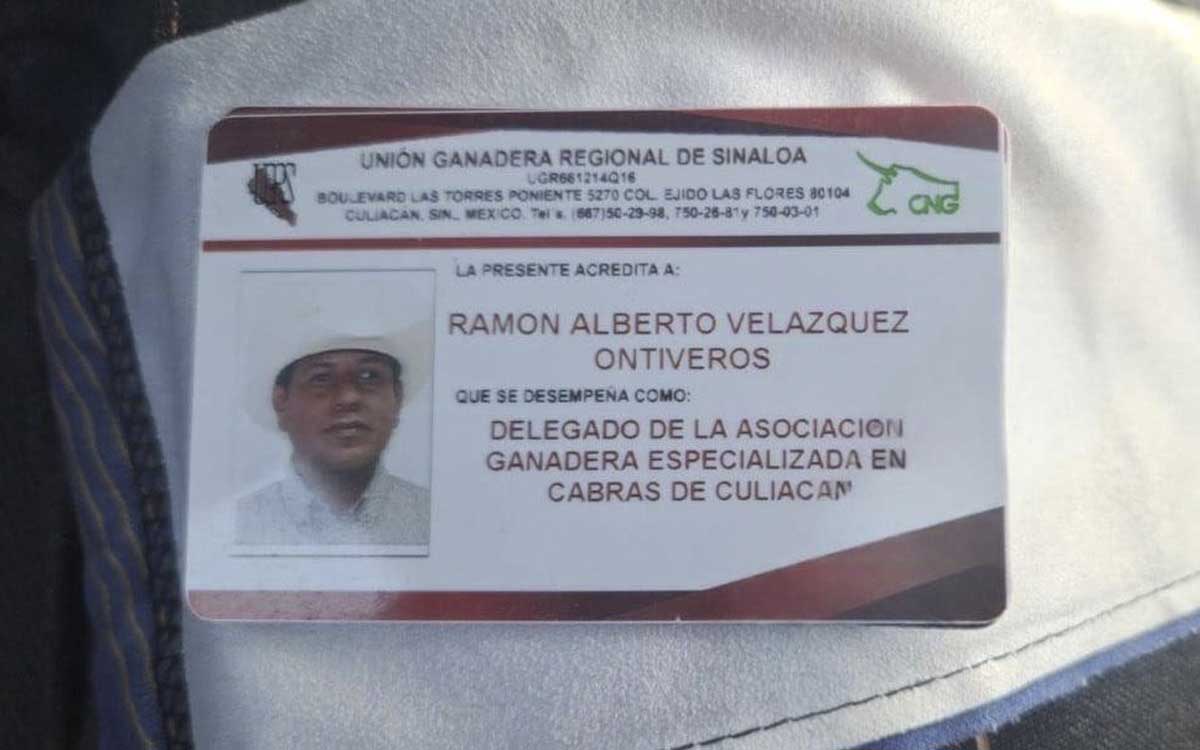 UNIÓN GANADERA REGIONAL DE SINALOA
UGR661214Q16
BOULEVARD LAS TORRES PONIENTE 5270 COL. EJIDO LAS FLORES 80104
CULIACAN, SIN., MEXICO. Tel s. (667)50-29-98, 750-26-81y 750-03-01
CNG
LA PRESENTE ACREDITA A:
RAMON ALBERTO VELAZQUEZ
ONTIVEROS
QUE SE DESEMPEÑA COMO:
DELEGADO DE LA ASOCIACION
GANADERA ESPECIALIZADA EN
CABRAS DE CULIACAN